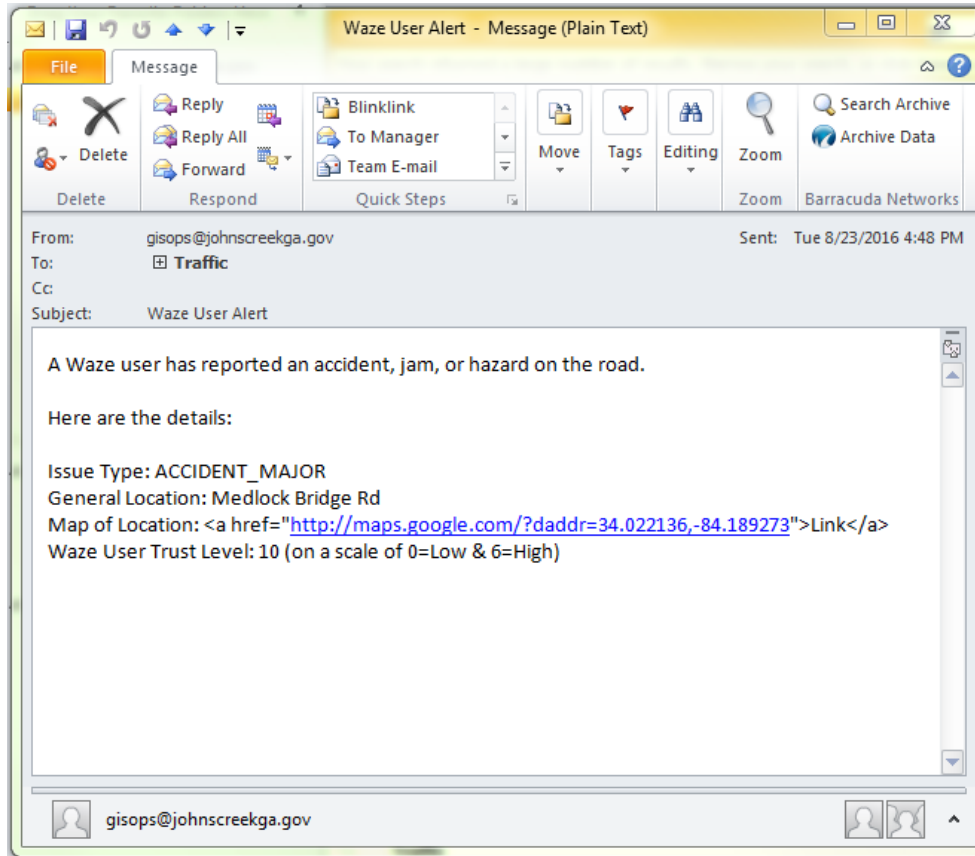 Waze User Alert - Message (Plain Text)
File
Message
Reply
Reply All
Forward
Delete
Blinklink
To Manager
Team E-mail
Move
Tags
Editing
Zoom
Search Archive
Archive Data
Delete
Respond
Quick Steps
Zoom
Barracuda Networks
From: gisops@johnscreekga.gov
Sent: Tue 8/23/2016 4:48 PM
To: Traffic
Cc:
Subject: Waze User Alert
A Waze user has reported an accident, jam, or hazard on the road.
Here are the details:
Issue Type: ACCIDENT_MAJOR
General Location: Medlock Bridge Rd
Map of Location: <a href="http://maps.google.com/?daddr=34.022136,-84.189273">Link</a>
Waze User Trust Level: 10 (on a scale of 0=Low & 6=High)
gisops@johnscreekga.gov